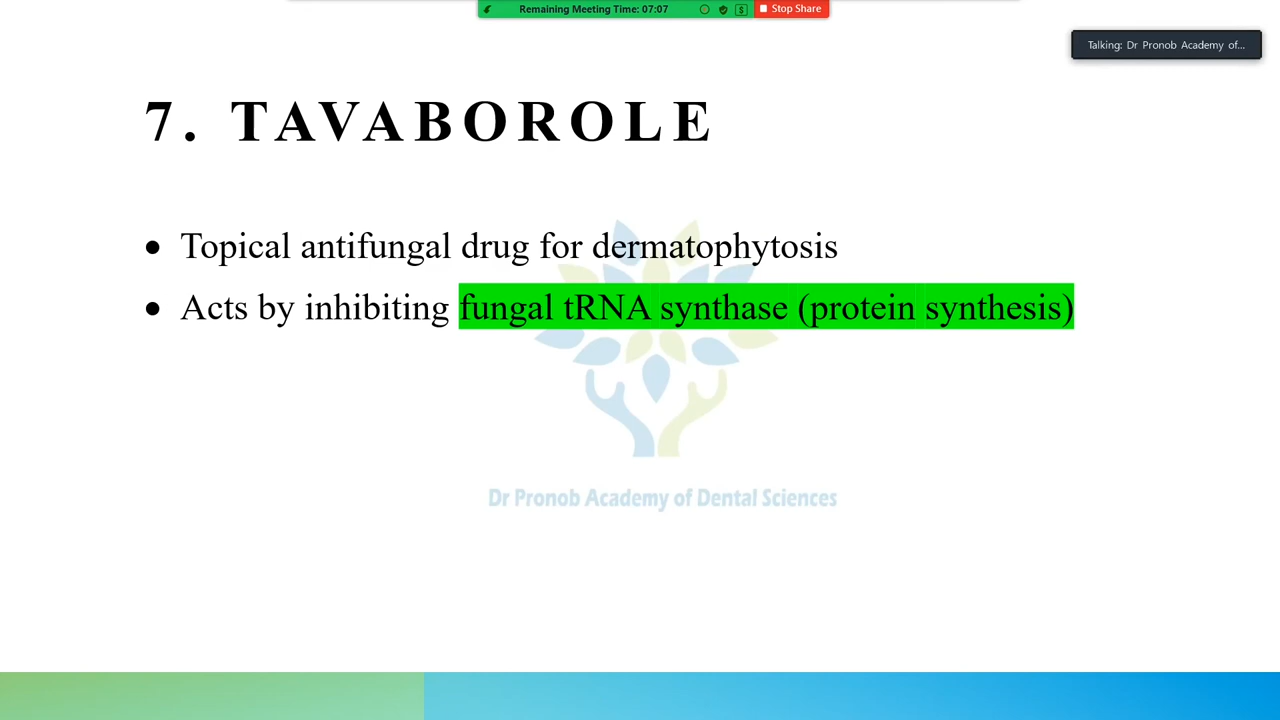 Remaining Meeting Time: 07:07 Stop Share
Talking: Dr Pronob Academy of...
7. TAVABOROLE
• Topical antifungal drug for dermatophytosis
• Acts by inhibiting fungal tRNA synthase (protein synthesis)
Dr Pronob Academy of Dental Sciences